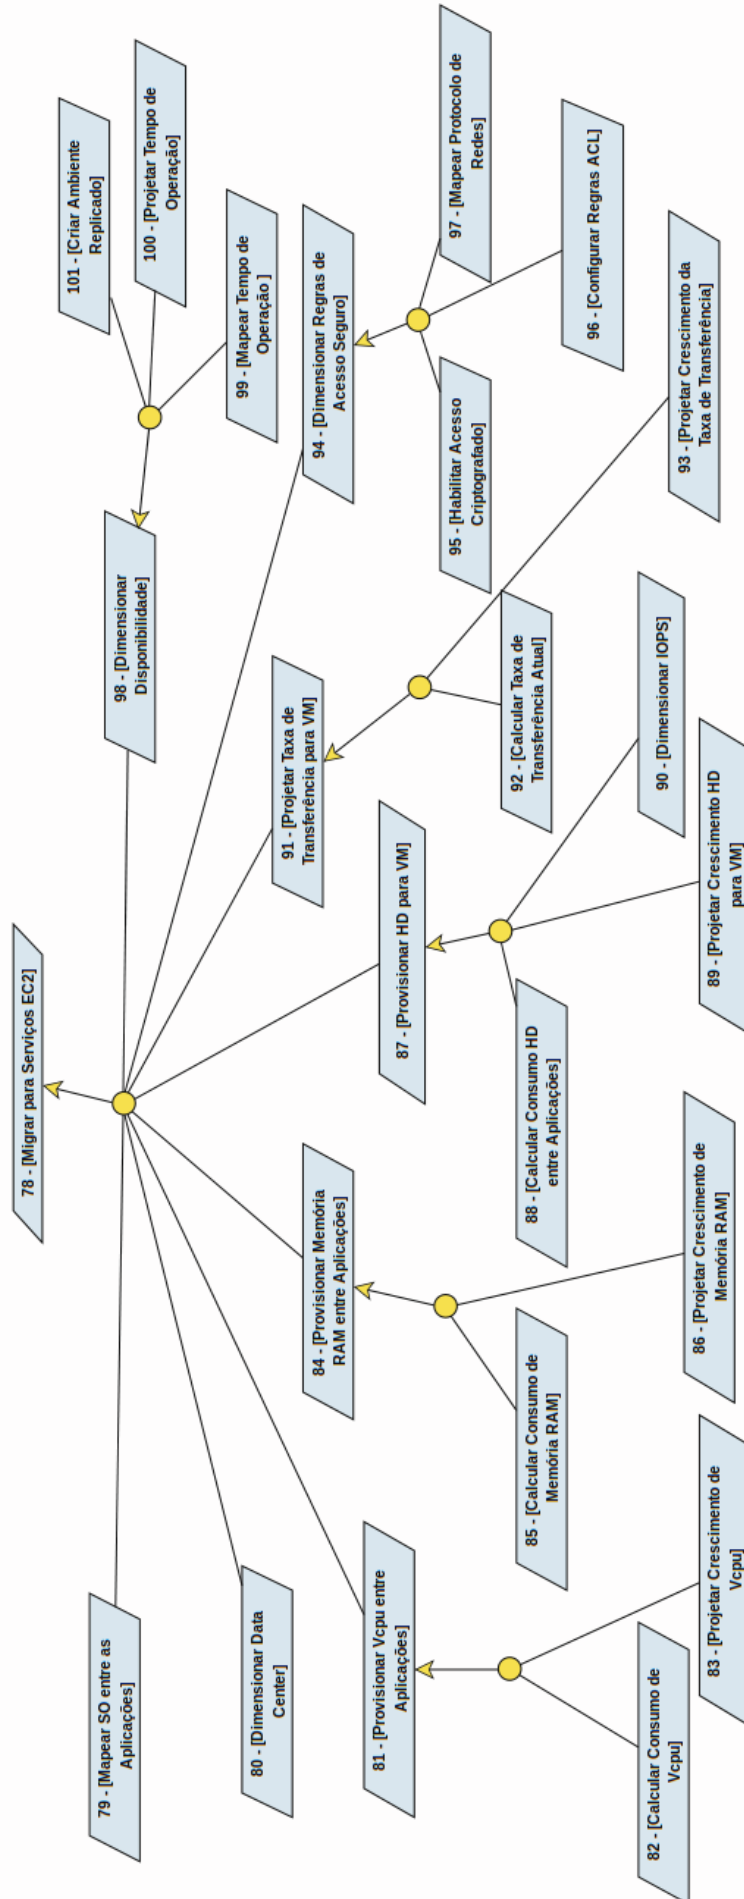 78 - [Migrar para Serviços EC2]
79 - [Mapear SO entre as
Aplicações]
80 - [Dimensionar Data
Center]
81 - [Provisionar Vcpu entre
Aplicações]
82 - [Calcular Consumo de
Vcpu]
83 - [Projetar Crescimento de
Vcpu]
84 - [Provisionar Memória
RAM entre Aplicações]
85 - [Calcular Consumo de
Memória RAM]
86 - [Projetar Crescimento de
Memória RAM]
87 - [Provisionar HD para VM]
88 - [Calcular Consumo HD
entre Aplicações]
89 - [Projetar Crescimento HD
para VM]
90 - [Dimensionar IOPS]
91 - [Projetar Taxa de
Transferência para VM]
92 - [Calcular Taxa de
Transferência Atual]
93 - [Projetar Crescimento da
Taxa de Transferência]
94 - [Dimensionar Regras de
Acesso Seguro]
95 - [Habilitar Acesso
Criptografado]
96 - [Configurar Regras ACL]
97 - [Mapear Protocolo de
Redes]
98 - [Dimensionar
Disponibilidade]
99 - [Mapear Tempo de
Operação ]
100 - [Projetar Tempo de
Operação]
101 - [Criar Ambiente
Replicado]